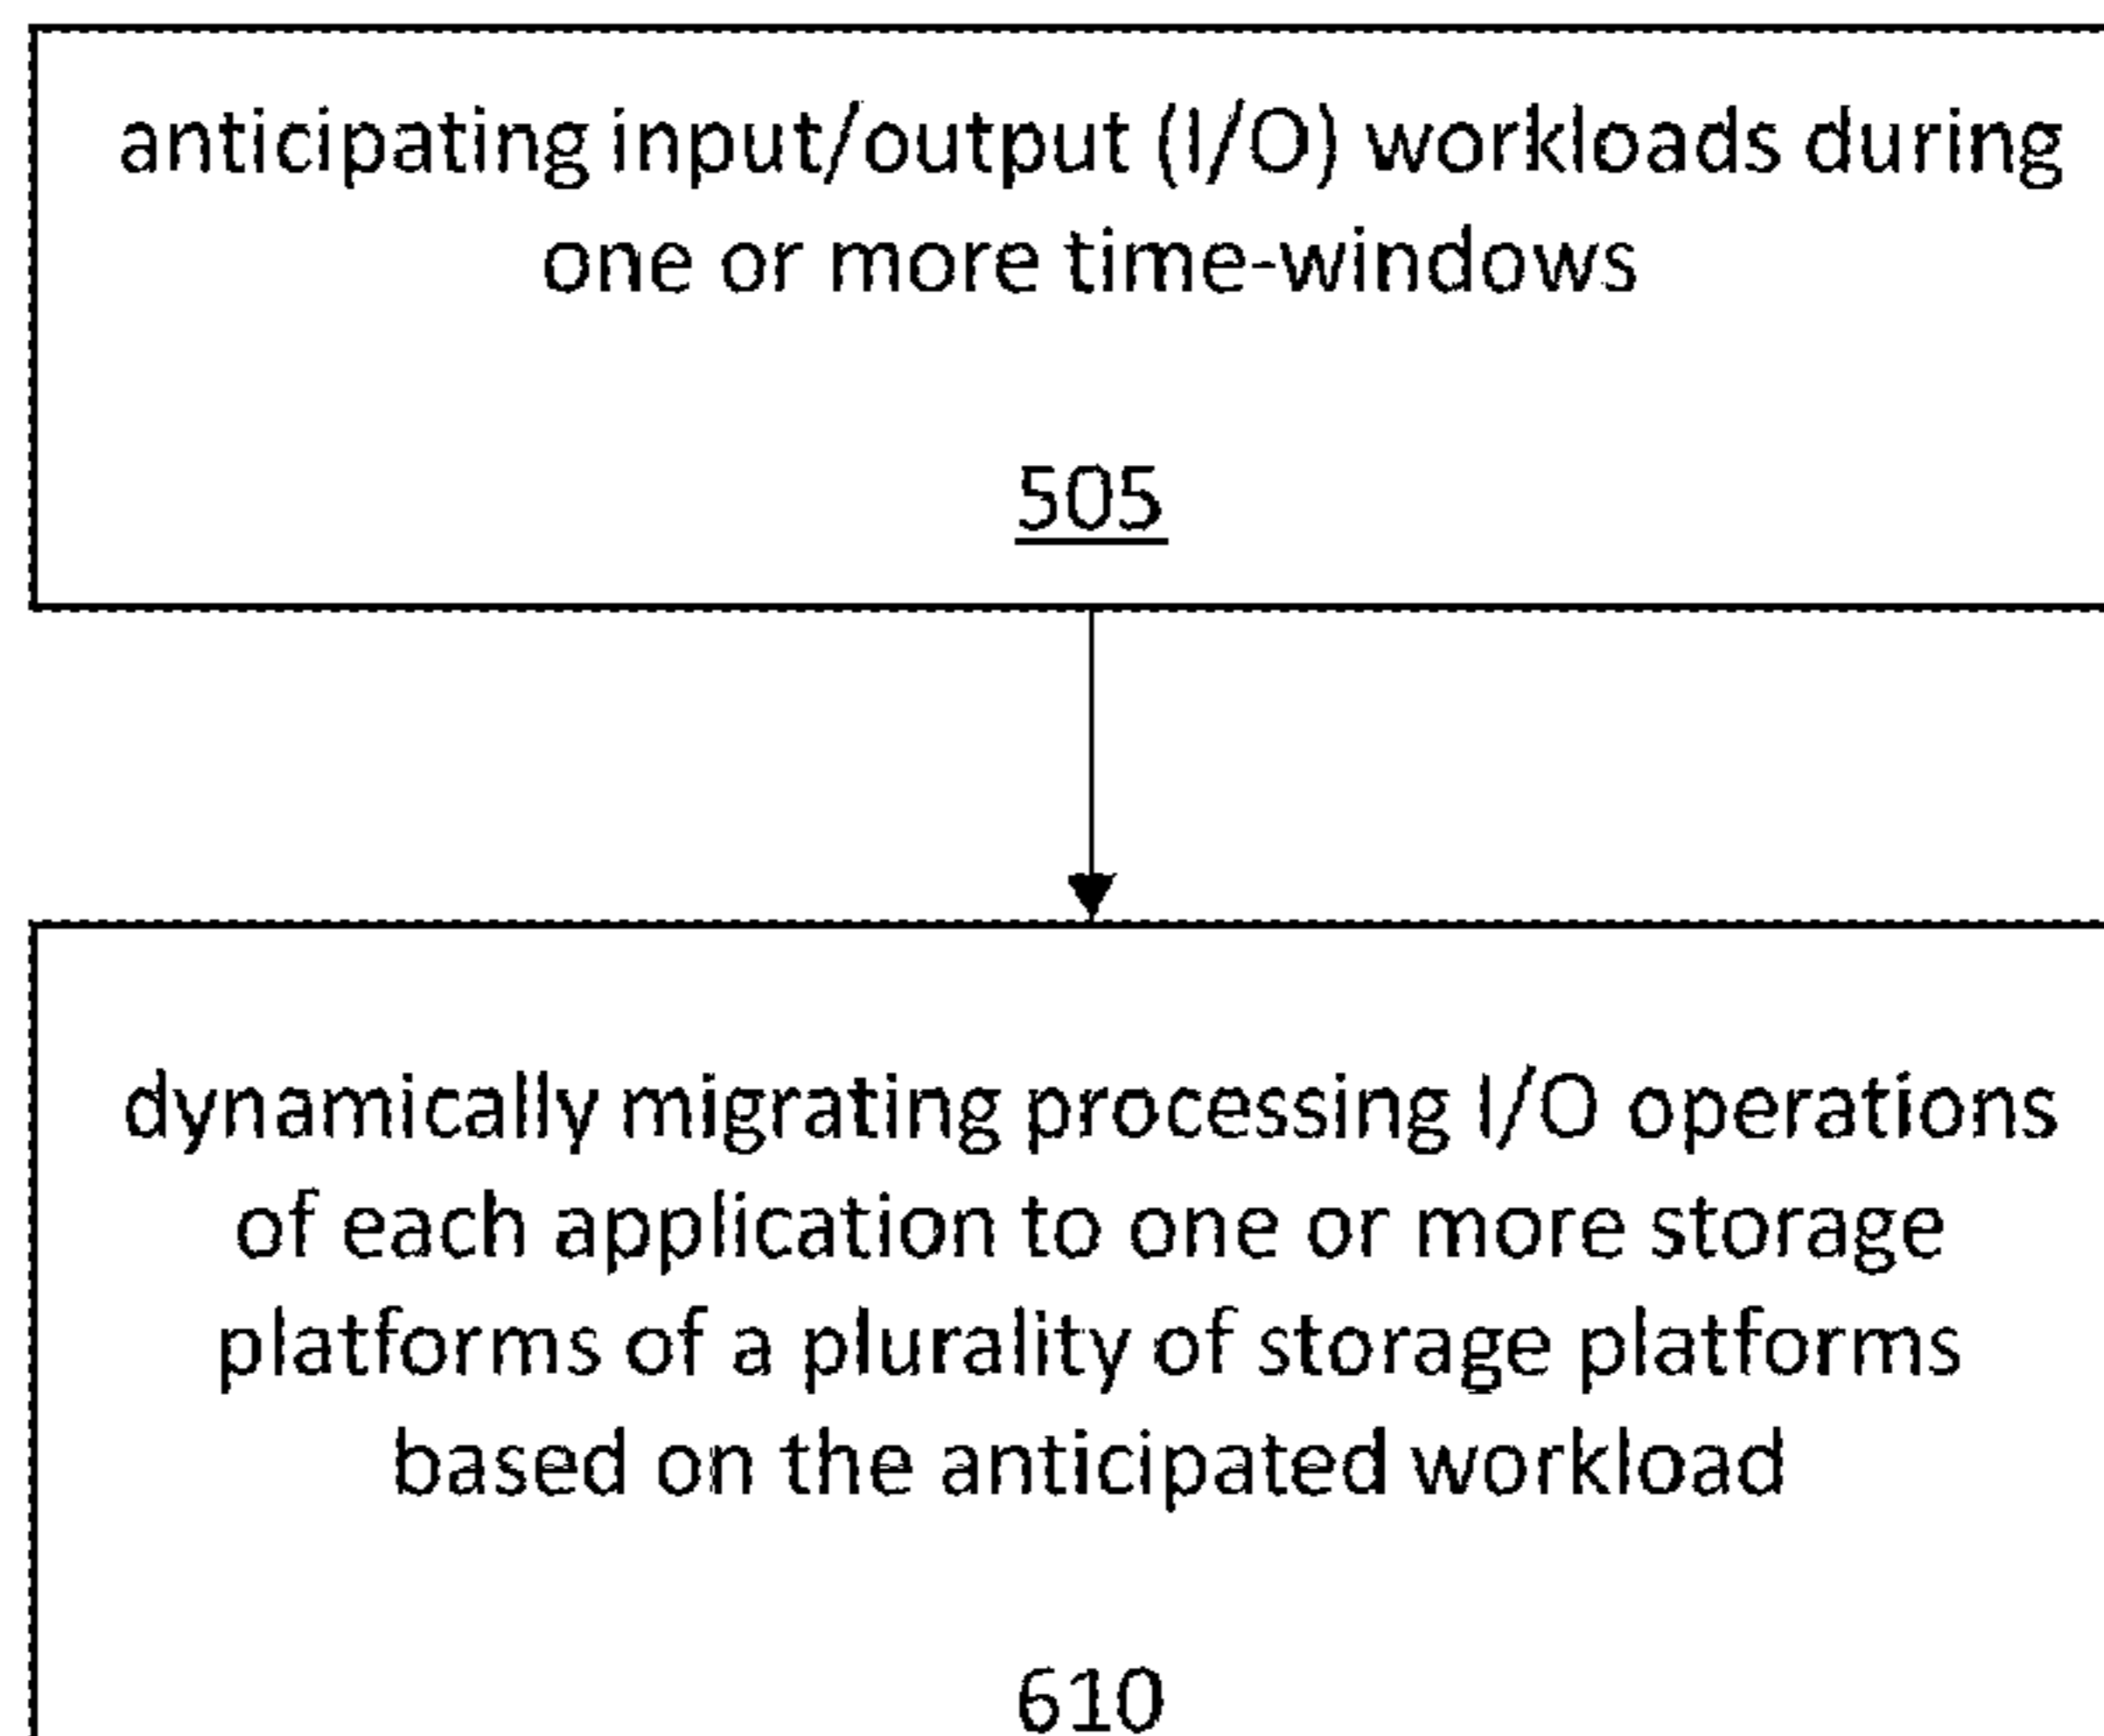 anticipating input/output (I/O) workloads during
one or more time-windows
505
dynamically migrating processing I/O operations
of each application to one or more storage
platforms of a plurality of storage platforms
based on the anticipated workload
610